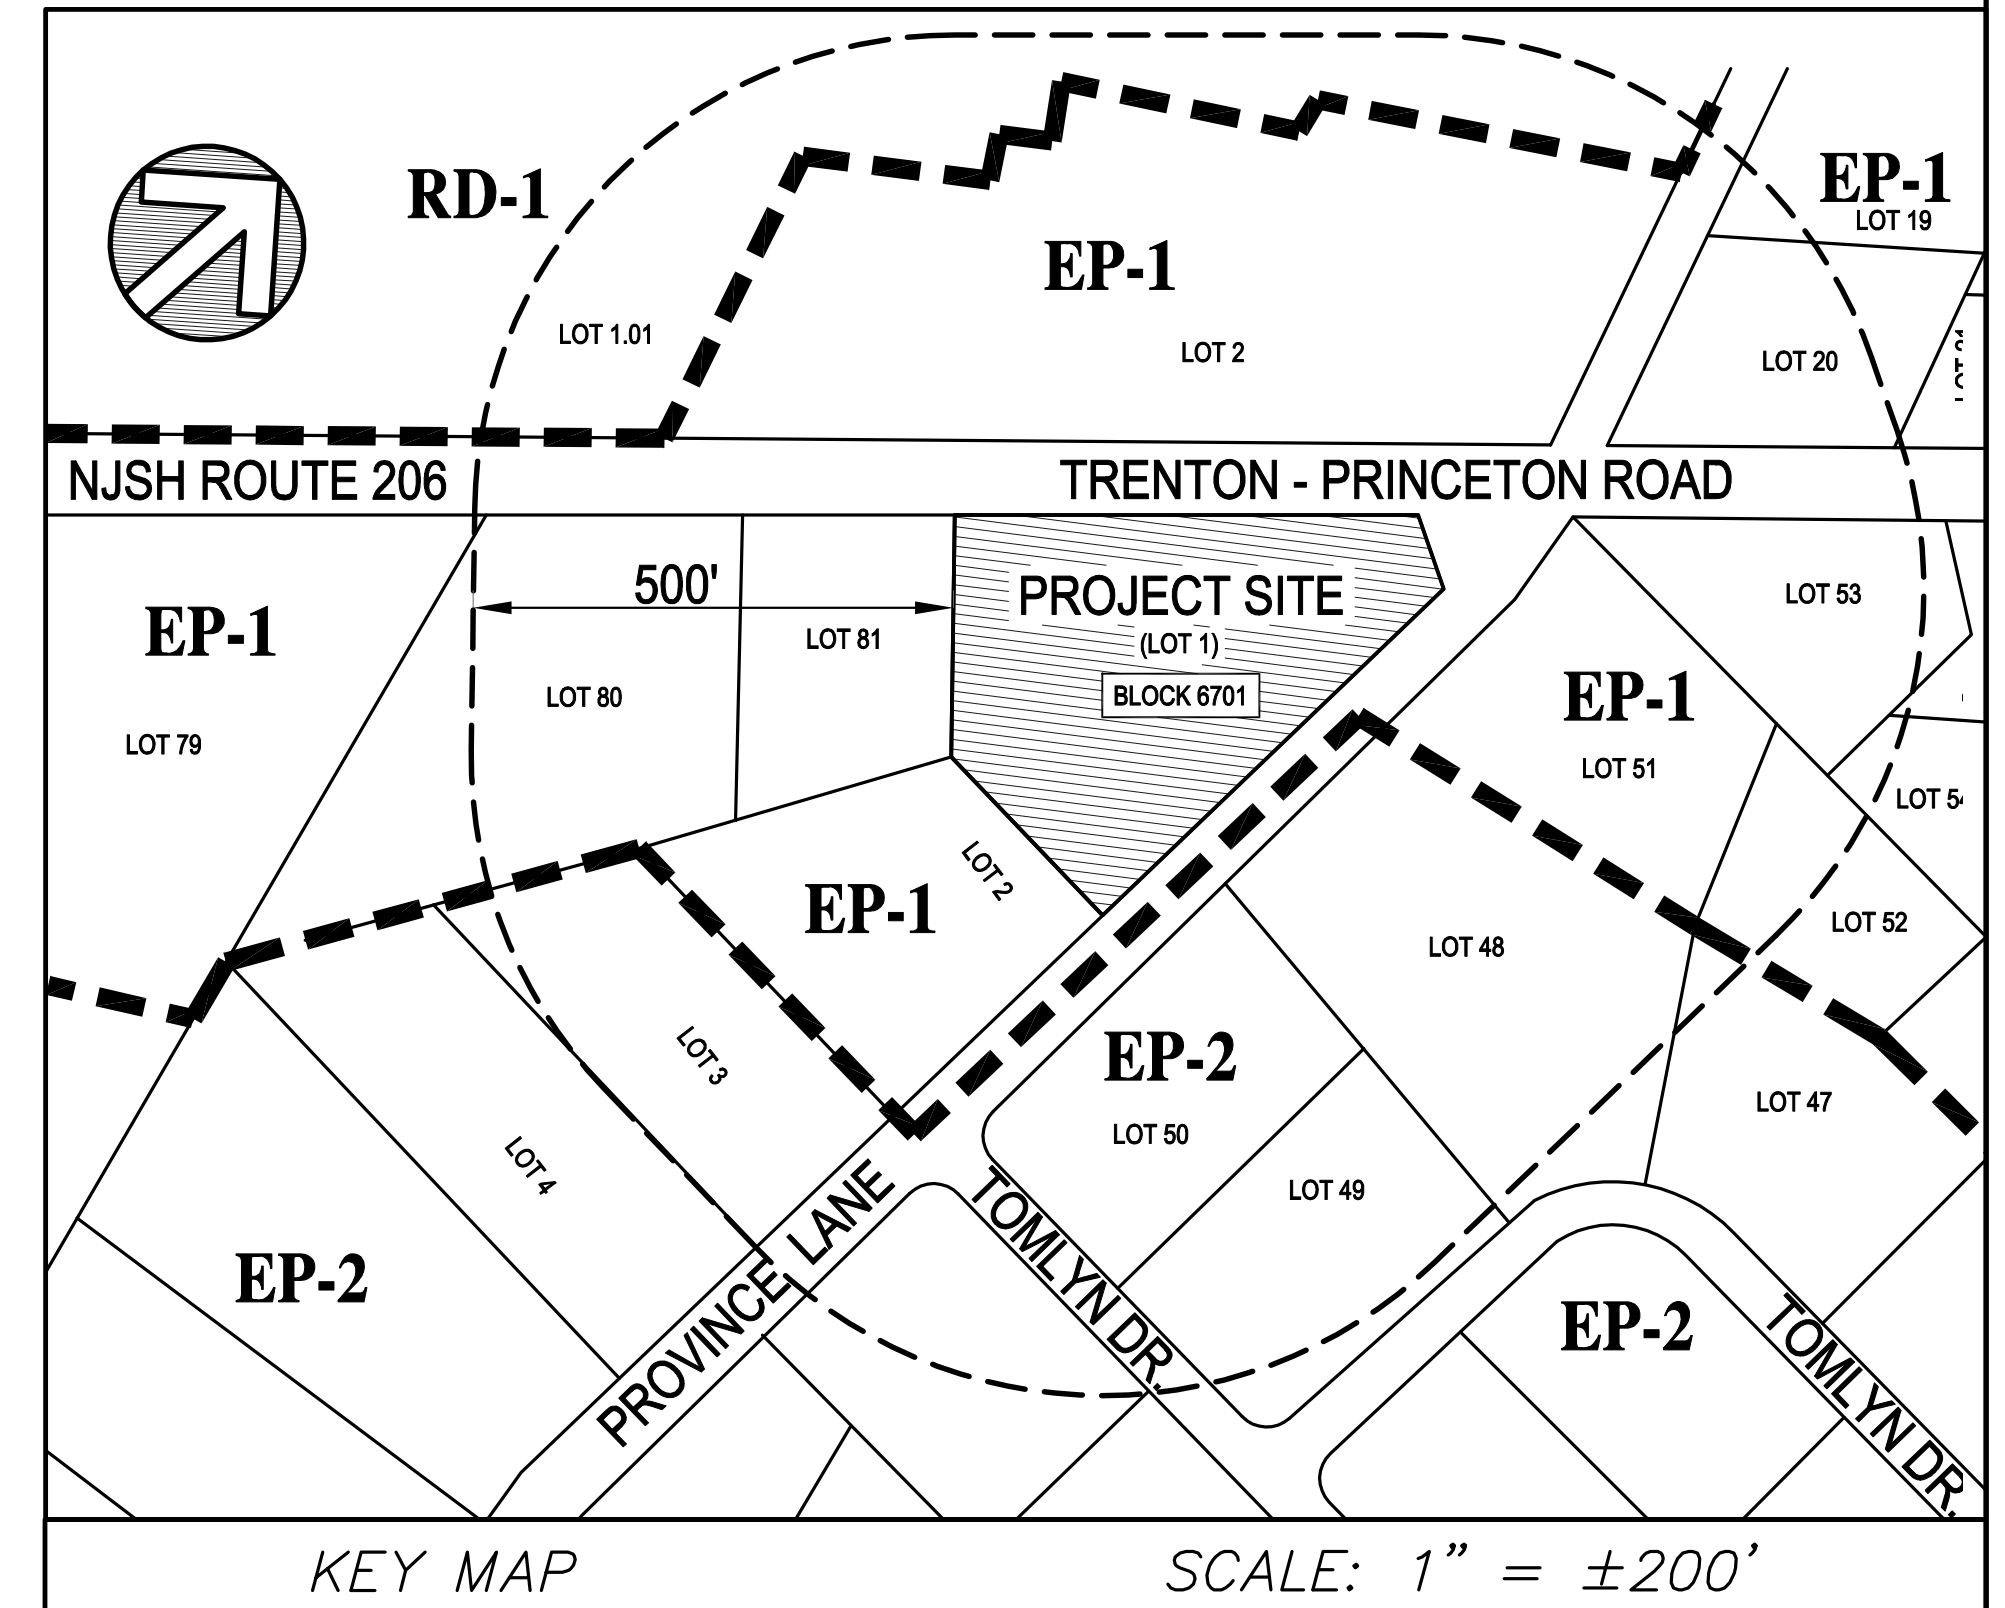 RD-1
EP-1
LOT 19
EP-1
LOT 1.01
LOT 2
LOT 20
NJSH ROUTE 206
TRENTON - PRINCETON ROAD
500'
PROJECT SITE
(LOT 1)
BLOCK 6701
LOT 53
EP-1
LOT 81
LOT 80
LOT 79
EP-1
LOT 51
LOT 54
LOT 2
EP-1
LOT 48
LOT 52
LOT 3
EP-2
LOT 50
LOT 47
LOT 4
LOT 49
EP-2
PROVINCE LANE
TOMLYN DR.
EP-2
TOMLYN DR.
KEY MAP
SCALE: 1" = ±200'